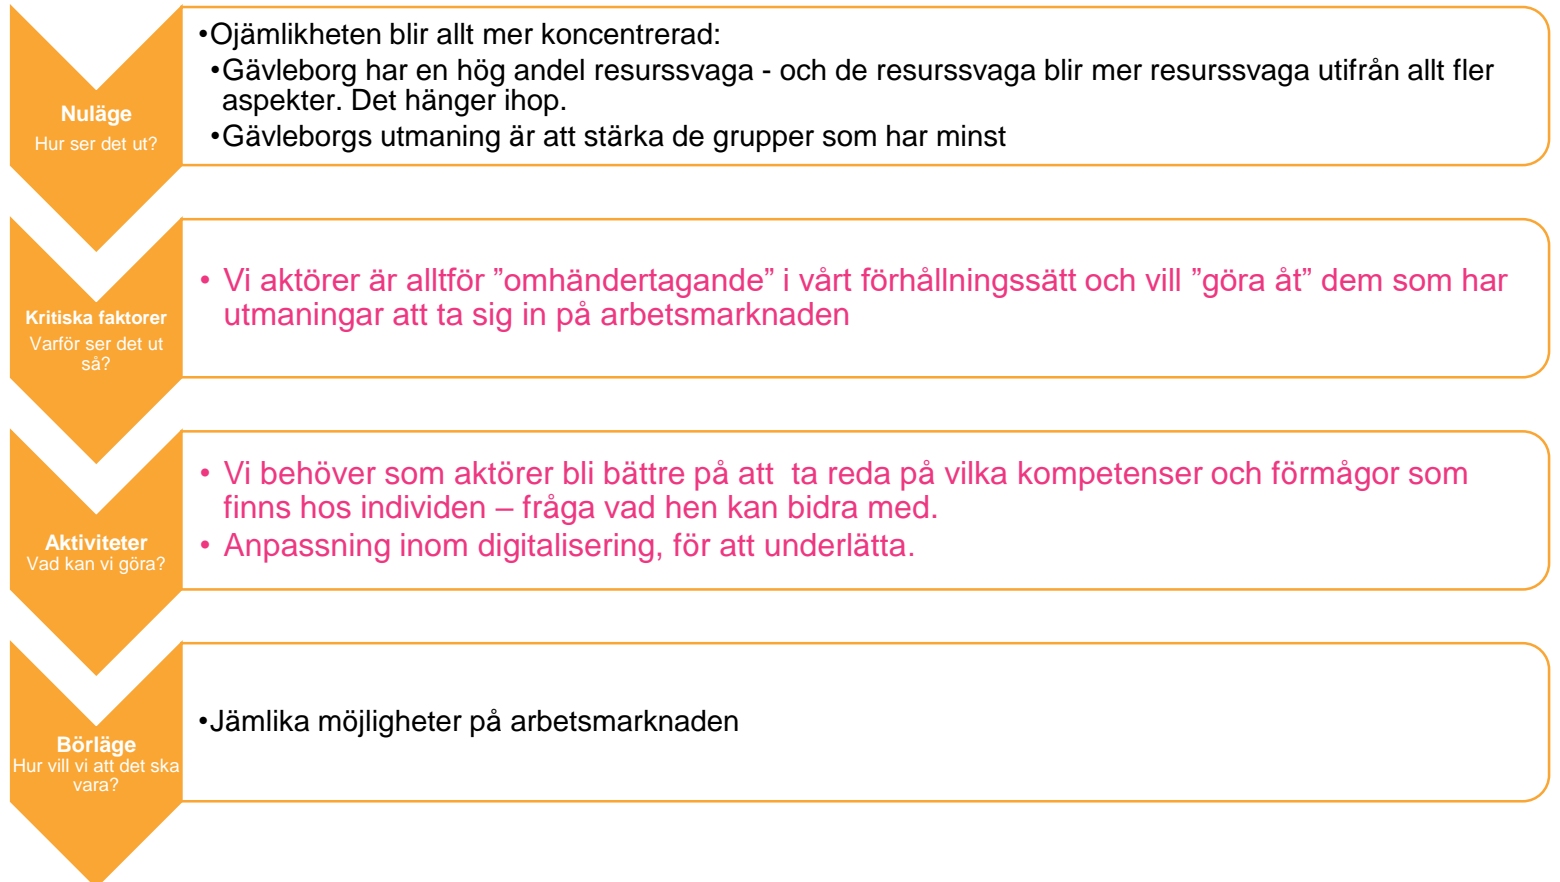 Nuläge
Hur ser det ut?
•Ojämlikheten blir allt mer koncentrerad:
•Gävleborg har en hög andel resurssvaga - och de resurssvaga blir mer resurssvaga utifrån allt fler
aspekter. Det hänger ihop.
•Gävleborgs utmaning är att stärka de grupper som har minst
Kritiska faktorer
Varför ser det ut
så?
• Vi aktörer är alltför ”omhändertagande” i vårt förhållningssätt och vill ”göra åt” dem som har
utmaningar att ta sig in på arbetsmarknaden
Aktiviteter
Vad kan vi göra?
• Vi behöver som aktörer bli bättre på att  ta reda på vilka kompetenser och förmågor som
finns hos individen – fråga vad hen kan bidra med.
• Anpassning inom digitalisering, för att underlätta.
Börläge
Hur vill vi att det ska
vara?
•Jämlika möjligheter på arbetsmarknaden